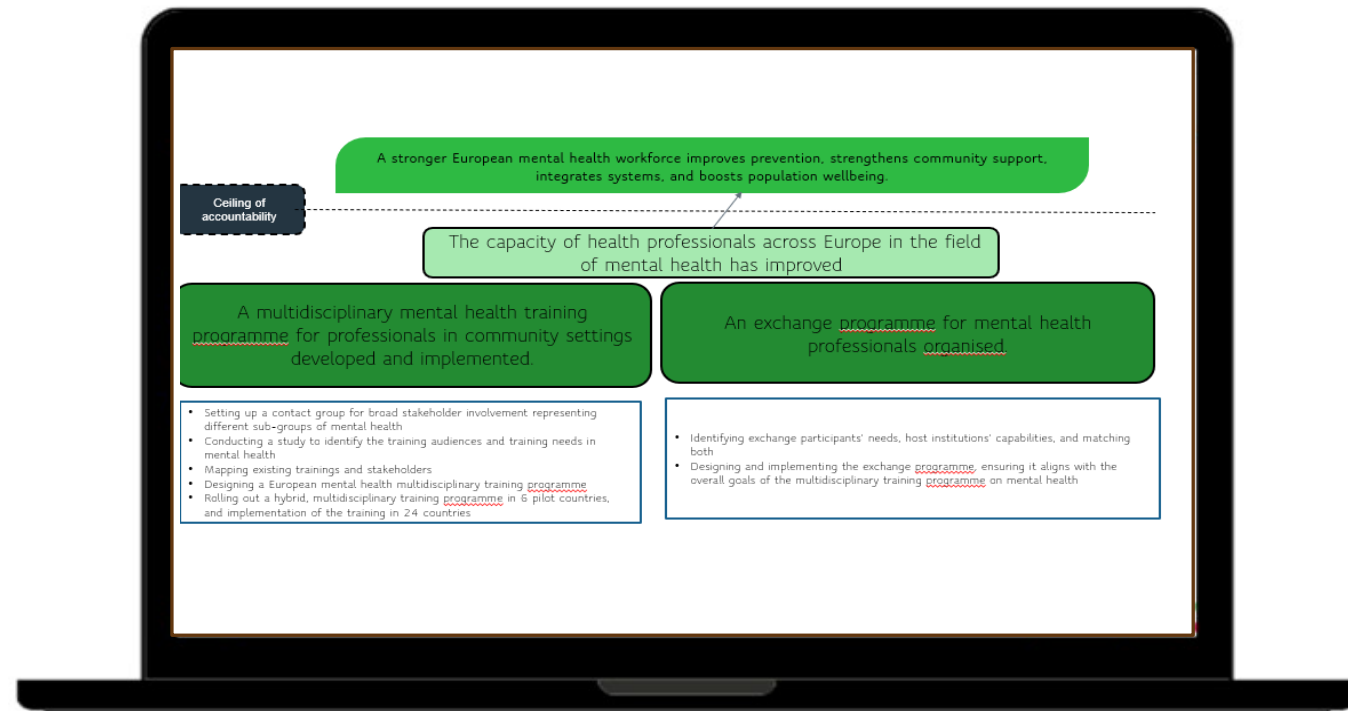 A stronger European mental health workforce improves prevention, strengthens community support,
integrates systems, and boosts population wellbeing.
Ceiling of
accountability
The capacity of health professionals across Europe in the field
of mental health has improved
A multidisciplinary mental health training
programme for professionals in community settings
developed and implemented.
An exchange programme for mental health
professionals organised.
• Setting up a contact group for broad stakeholder involvement representing
different sub-groups of mental health
• Conducting a study to identify the training audiences and training needs in
mental health
• Mapping existing trainings and stakeholders
• Designing a European mental health multidisciplinary training programme
• Rolling out a hybrid, multidisciplinary training programme in 6 pilot countries,
and implementation of the training in 24 countries
• Identifying exchange participants' needs, host institutions' capabilities, and matching
both
• Designing and implementing the exchange programme, ensuring it aligns with the
overall goals of the multidisciplinary training programme on mental health